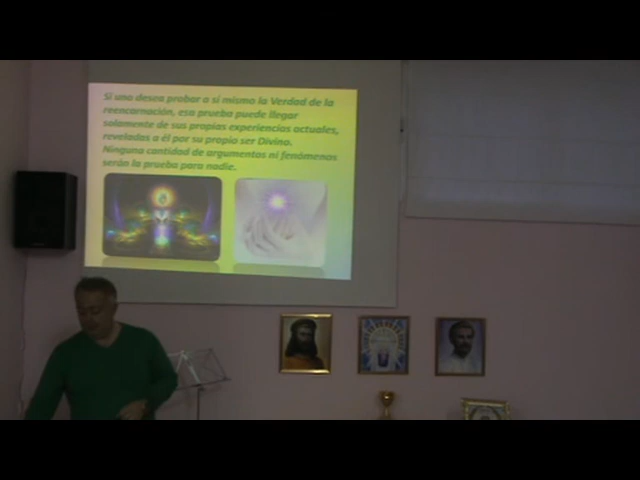 Si uno desea probar a sí mismo la Verdad de la
reencarnación, esa prueba puede llegar
solamente de sus propias experiencias actuales,
reveladas a él por su propio ser Divino.
Ninguna cantidad de argumentos ni fenómenos
serán la prueba para nadie.